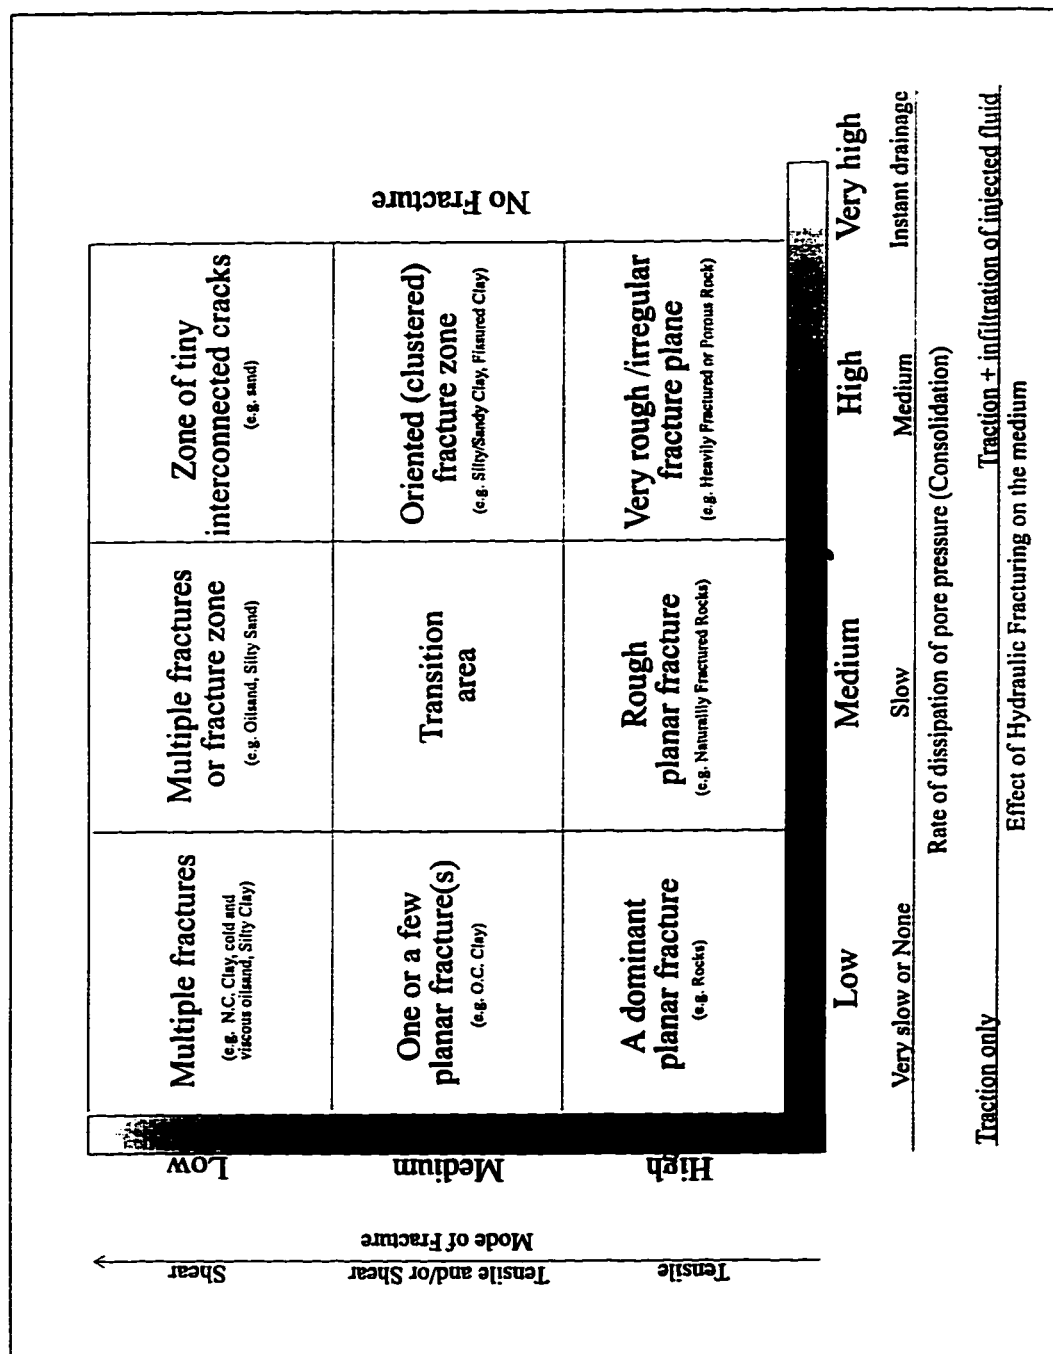 Mode of Fracture
Shear
Tensile and/or Shear
Tensile
Low
Medium
High
Multiple fractures
(e.g. N.C. Clay, cold and
viscous oilsand, Silty Clay)
Multiple fractures
or fracture zone
(e.g. Oilsand, Silty Sand)
Zone of tiny
interconnected cracks
(e.g. sand)
One or a few
planar fracture(s)
(e.g. O.C. Clay)
Transition
area
Oriented (clustered)
fracture zone
(e.g. Silty/Sandy Clay, Fissured Clay)
A dominant
planar fracture
(e.g. Rocks)
Rough
planar fracture
(e.g. Naturallly Fractured Rocks)
Very rough /irregular
fracture plane
(e.g. Heavily Fractured or Porous Rock)
No Fracture
Low
Medium
High
Very high
Very slow or None
Slow
Medium
Instant drainage
Rate of dissipation of pore pressure (Consolidation)
Traction only
Traction + infiltration of injected fluid
Effect of Hydraulic Fracturing on the medium